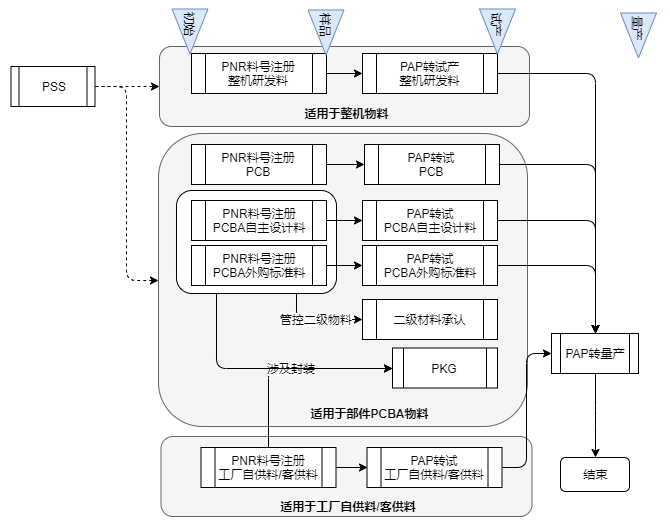 初始
样品
试产
量产
PSS
PNR料号注册
整机研发料
PAP转试产
整机研发料
适用于整机物料
PNR料号注册
PCB
PAP转试
PCB
PNR料号注册
PCBA自主设计料
PAP转试
PCBA自主设计料
PNR料号注册
PCBA外购标准料
PAP转试
PCBA外购标准料
管控二级物料
二级材料承认
涉及封装
PKG
PAP转量产
适用于部件PCBA物料
PNR料号注册
工厂自供料/客供料
PAP转试
工厂自供料/客供料
结束
适用于工厂自供料/客供料